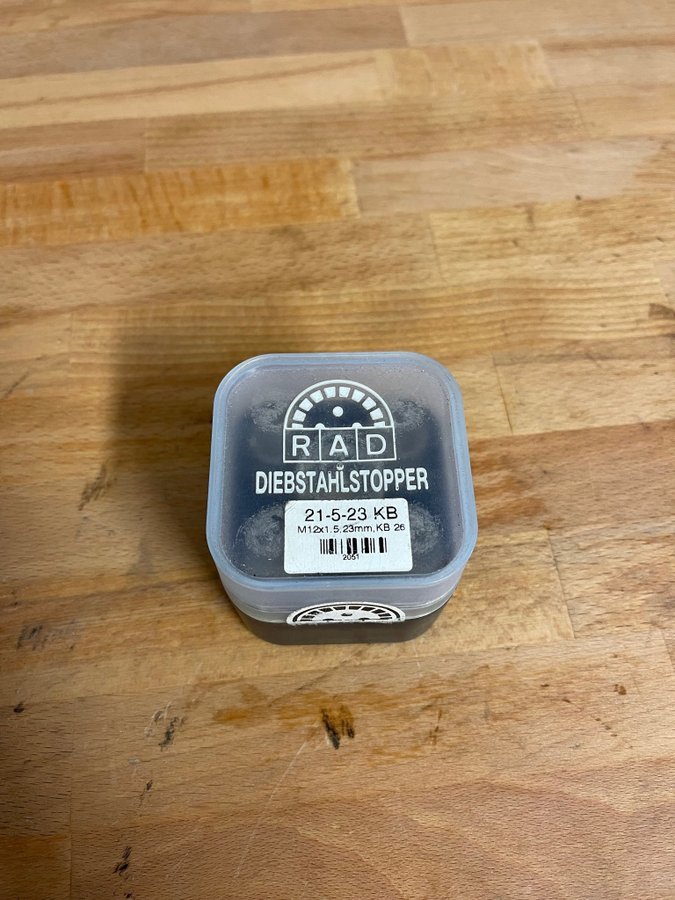 RAD
DIEBSTAHLSTOPPER
21-5-23 KB
M12x1.5,23mm,KB 26
2051